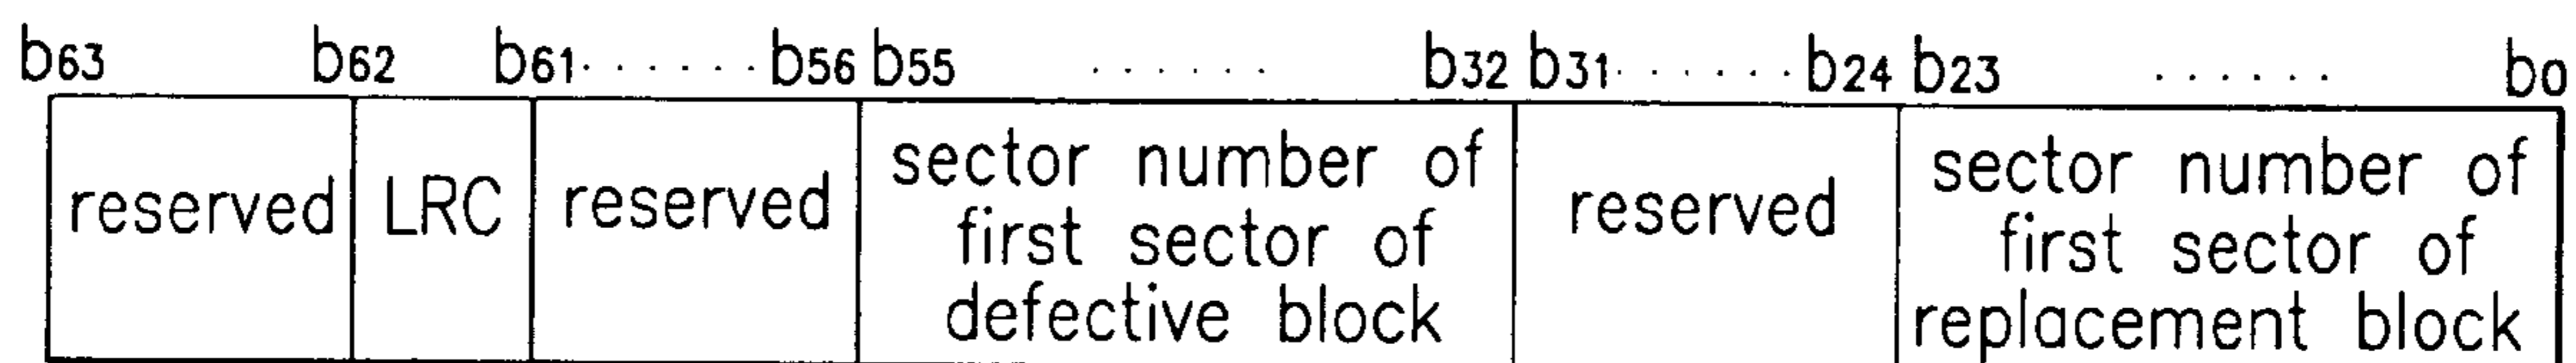 b63 b62 b61 . . . . . . b56 b55 . . . . . . b32 b31 . . . . . . b24 b23 . . . . . . b0
reserved
LRC
reserved
sector number of
first sector of
defective block
reserved
sector number of
first sector of
replacement block